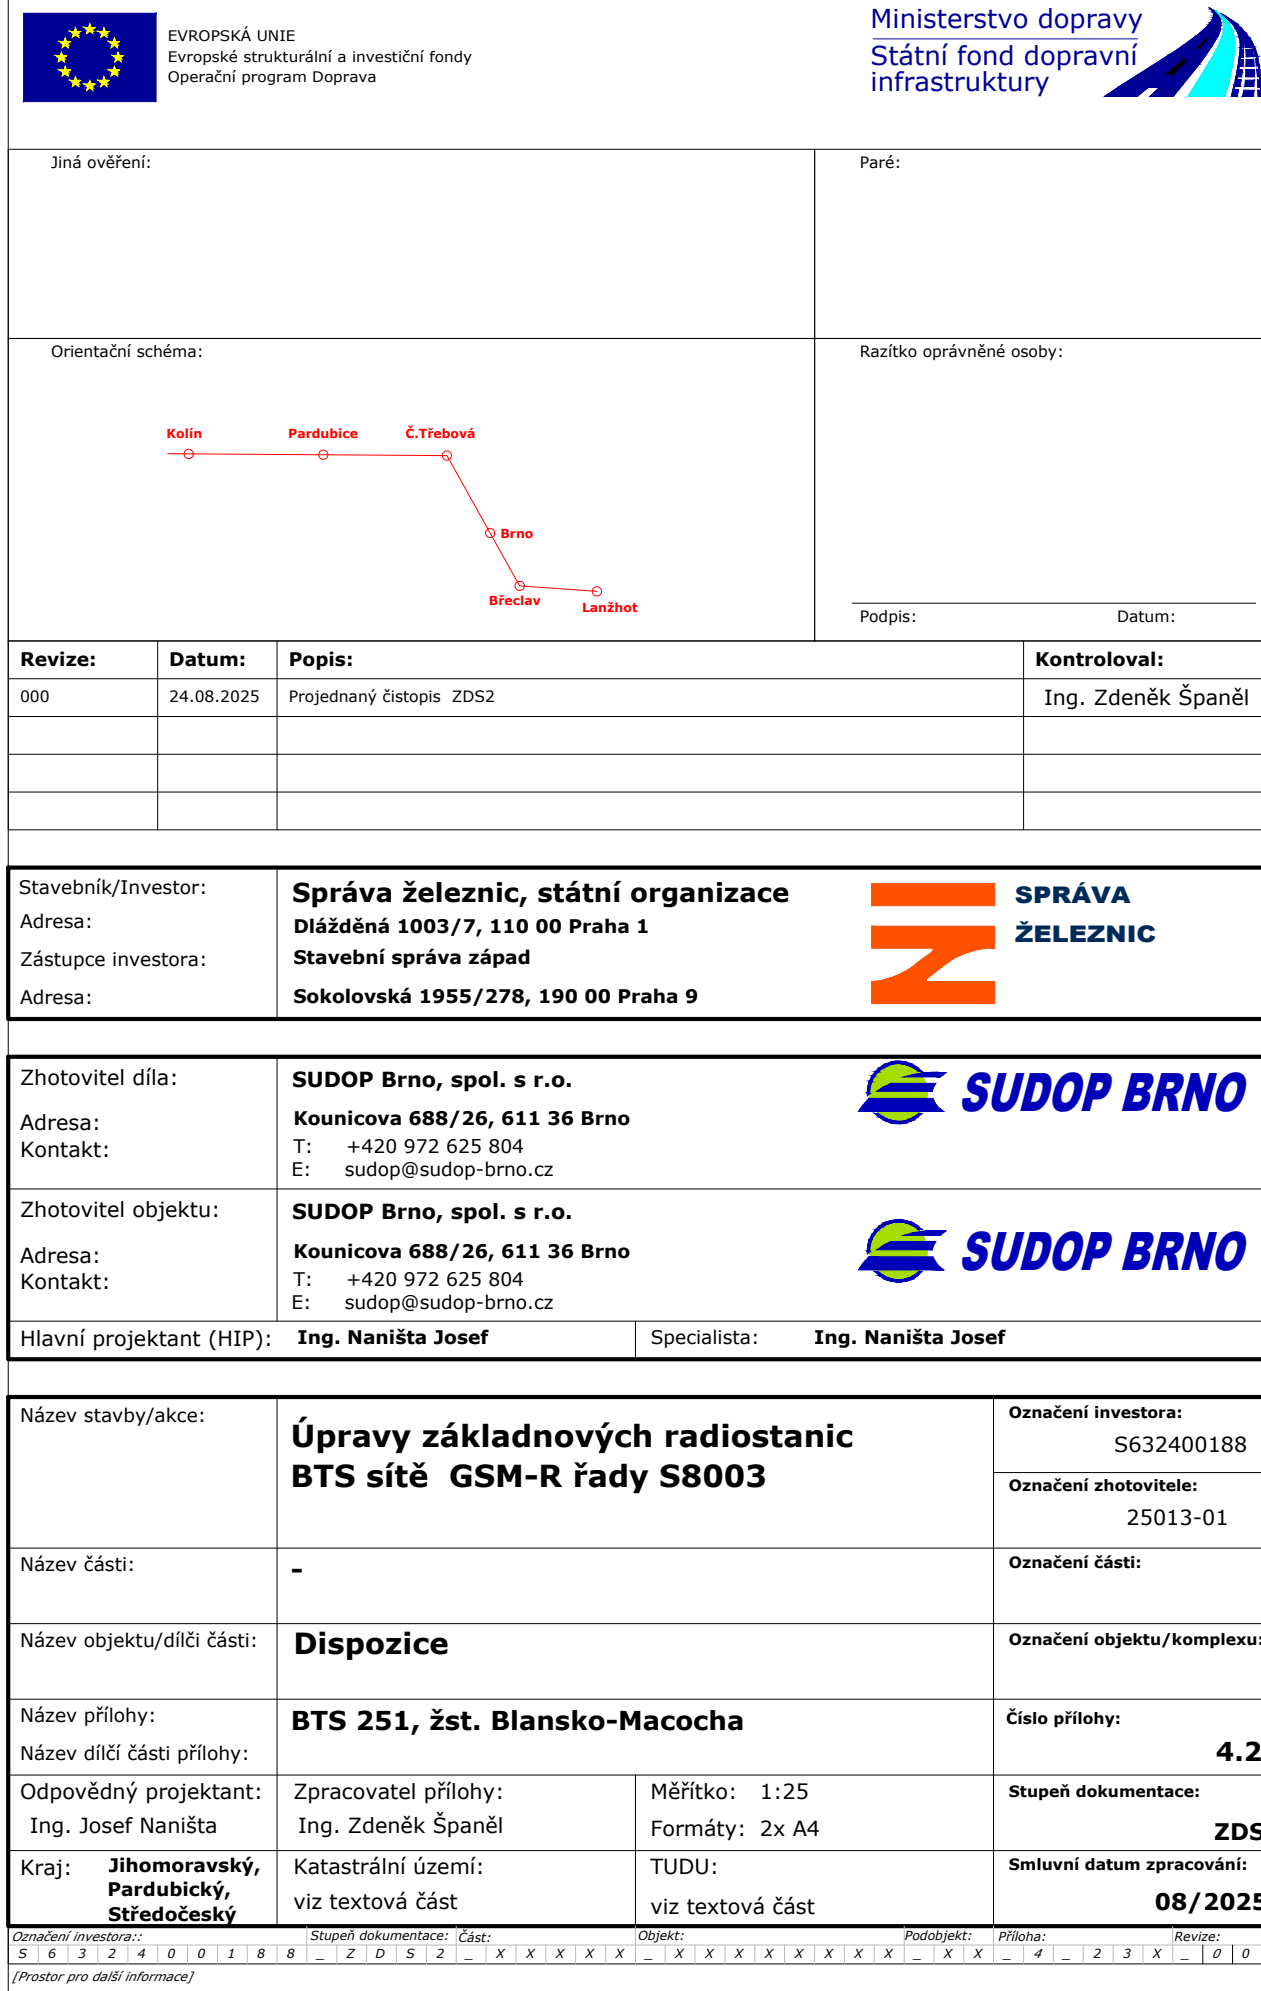 EVROPSKÁ UNIE
Evropské strukturální a investiční fondy
Operační program Doprava
Ministerstvo dopravy
Státní fond dopravní
infrastruktury
Jiná ověření:
Paré:
Orientační schéma:
Razítko oprávněné osoby:
Kolín
Pardubice
Č.Třebová
Brno
Břeclav
Lanžhot
Podpis:
Datum:
Revize: Datum: Popis: Kontroloval:
000 24.08.2025 Projednaný čistopis ZDS2 Ing. Zdeněk Španěl
Stavebník/Investor: Správa železnic, státní organizace
Adresa: Dlážděná 1003/7, 110 00 Praha 1
Zástupce investora: Stavební správa západ
Adresa: Sokolovská 1955/278, 190 00 Praha 9
SPRÁVA
ŽELEZNIC
Zhotovitel díla: SUDOP Brno, spol. s r.o.
Adresa: Kounicova 688/26, 611 36 Brno
Kontakt: T: +420 972 625 804
E: sudop@sudop-brno.cz
SUDOP BRNO
Zhotovitel objektu: SUDOP Brno, spol. s r.o.
Adresa: Kounicova 688/26, 611 36 Brno
Kontakt: T: +420 972 625 804
E: sudop@sudop-brno.cz
SUDOP BRNO
Hlavní projektant (HIP): Ing. Naništa Josef Specialista: Ing. Naništa Josef
Název stavby/akce:
Úpravy základnových radiostanic
BTS sítě GSM-R řady S8003
Označení investora:
S632400188
Označení zhotovitele:
25013-01
Název části: -
Označení části:
Název objektu/dílči části: Dispozice
Označení objektu/komplexu:
Název přílohy: BTS 251, žst. Blansko-Macocha
Název dílčí části přílohy:
Číslo přílohy:
4.2
Odpovědný projektant:
Ing. Josef Naništa
Zpracovatel přílohy:
Ing. Zdeněk Španěl
Měřítko: 1:25
Formáty: 2x A4
Stupeň dokumentace:
ZDS
Kraj: Jihomoravský,
Pardubický,
Středočeský
Katastrální území:
viz textová část
TUDU:
viz textová část
Smluvní datum zpracování:
08/2025
Označení investora:: Stupeň dokumentace: Část: Objekt: Podobjekt: Příloha: Revize:
S 6 3 2 4 0 0 1 8 8 _ Z D S 2 _ X X X X X _ X X X X X X X X _ X X _ 4 _ 2 3 X _ 0 0
[Prostor pro další informace]